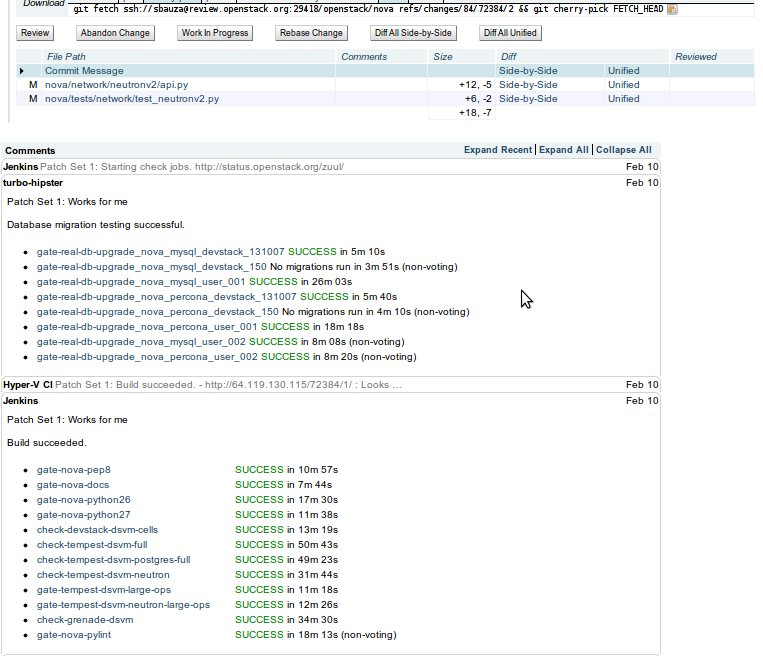 Download git fetch ssh://sbauza@review.openstack.org:29418/openstack/nova refs/changes/84/72384/2 && git cherry-pick FETCH_HEAD
Review Abandon Change Work In Progress Rebase Change Diff All Side-by-Side Diff All Unified
File Path Comments Size Diff Reviewed
Commit Message Side-by-Side Unified
M nova/network/neutronv2/api.py +12, -5 Side-by-Side Unified
M nova/tests/network/test_neutronv2.py +6, -2 Side-by-Side Unified
+18, -7
Comments Expand Recent | Expand All | Collapse All
Jenkins Patch Set 1: Starting check jobs. http://status.openstack.org/zuul/ Feb 10
turbo-hipster Feb 10
Patch Set 1: Works for me
Database migration testing successful.
gate-real-db-upgrade_nova_mysql_devstack_131007 SUCCESS in 5m 10s
gate-real-db-upgrade_nova_mysql_devstack_150 No migrations run in 3m 51s (non-voting)
gate-real-db-upgrade_nova_mysql_user_001 SUCCESS in 26m 03s
gate-real-db-upgrade_nova_percona_devstack_131007 SUCCESS in 5m 40s
gate-real-db-upgrade_nova_percona_devstack_150 No migrations run in 4m 10s (non-voting)
gate-real-db-upgrade_nova_percona_user_001 SUCCESS in 18m 18s
gate-real-db-upgrade_nova_mysql_user_002 SUCCESS in 8m 08s (non-voting)
gate-real-db-upgrade_nova_percona_user_002 SUCCESS in 8m 20s (non-voting)
Hyper-V CI Patch Set 1: Build succeeded. - http://64.119.130.115/72384/1/ : Looks ... Feb 10
Jenkins Feb 10
Patch Set 1: Works for me
Build succeeded.
gate-nova-pep8 SUCCESS in 10m 57s
gate-nova-docs SUCCESS in 7m 44s
gate-nova-python26 SUCCESS in 17m 30s
gate-nova-python27 SUCCESS in 11m 38s
check-devstack-dsvm-cells SUCCESS in 13m 19s
check-tempest-dsvm-full SUCCESS in 50m 43s
check-tempest-dsvm-postgres-full SUCCESS in 49m 23s
check-tempest-dsvm-neutron SUCCESS in 31m 44s
gate-tempest-dsvm-large-ops SUCCESS in 11m 18s
gate-tempest-dsvm-neutron-large-ops SUCCESS in 12m 26s
check-grenade-dsvm SUCCESS in 34m 30s
gate-nova-pylint SUCCESS in 18m 13s (non-voting)